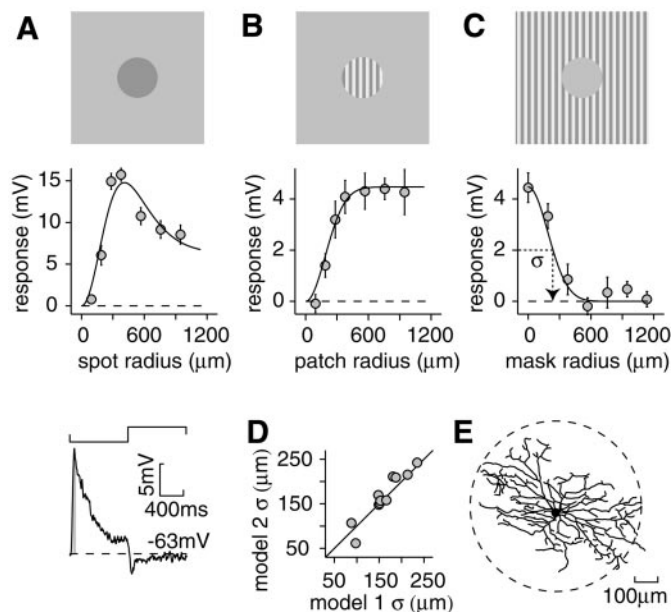 A
B
C
response (mV)
15
10
5
0
0 600 1200
spot radius (μm)
response (mV)
4
2
0
0 600 1200
patch radius (μm)
response (mV)
4
2
0
σ
0 600 1200
mask radius (μm)
5mV
400ms
-63mV
D
model 2 σ (μm)
250
150
50
50 150 250
model 1 σ (μm)
E
100μm